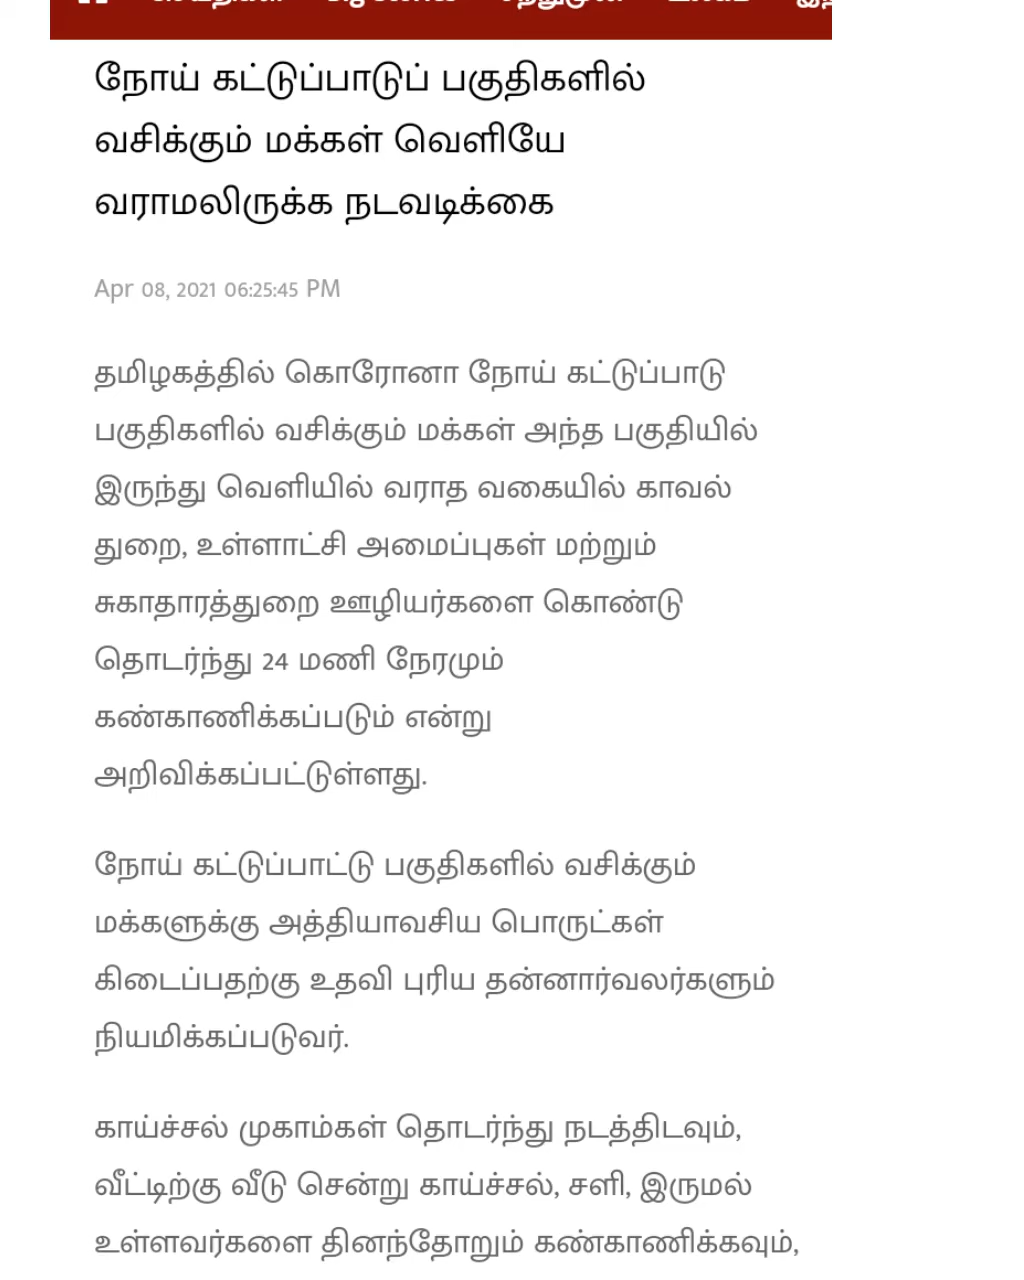 நோய் கட்டுப்பாடுப் பகுதிகளில்
வசிக்கும் மக்கள் வெளியே
வராமலிருக்க நடவடிக்கை
Apr 08, 2021 06:25:45 PM
தமிழகத்தில் கொரோனா நோய் கட்டுப்பாடு
பகுதிகளில் வசிக்கும் மக்கள் அந்த பகுதியில்
இருந்து வெளியில் வராத வகையில் காவல்
துறை, உள்ளாட்சி அமைப்புகள் மற்றும்
சுகாதாரத்துறை ஊழியர்களை கொண்டு
தொடர்ந்து 24 மணி நேரமும்
கண்காணிக்கப்படும் என்று
அறிவிக்கப்பட்டுள்ளது.
நோய் கட்டுப்பாட்டு பகுதிகளில் வசிக்கும்
மக்களுக்கு அத்தியாவசிய பொருட்கள்
கிடைப்பதற்கு உதவி புரிய தன்னார்வலர்களும்
நியமிக்கப்படுவர்.
காய்ச்சல் முகாம்கள் தொடர்ந்து நடத்திடவும்,
வீட்டிற்கு வீடு சென்று காய்ச்சல், சளி, இருமல்
உள்ளவர்களை தினந்தோறும் கண்காணிக்கவும்,